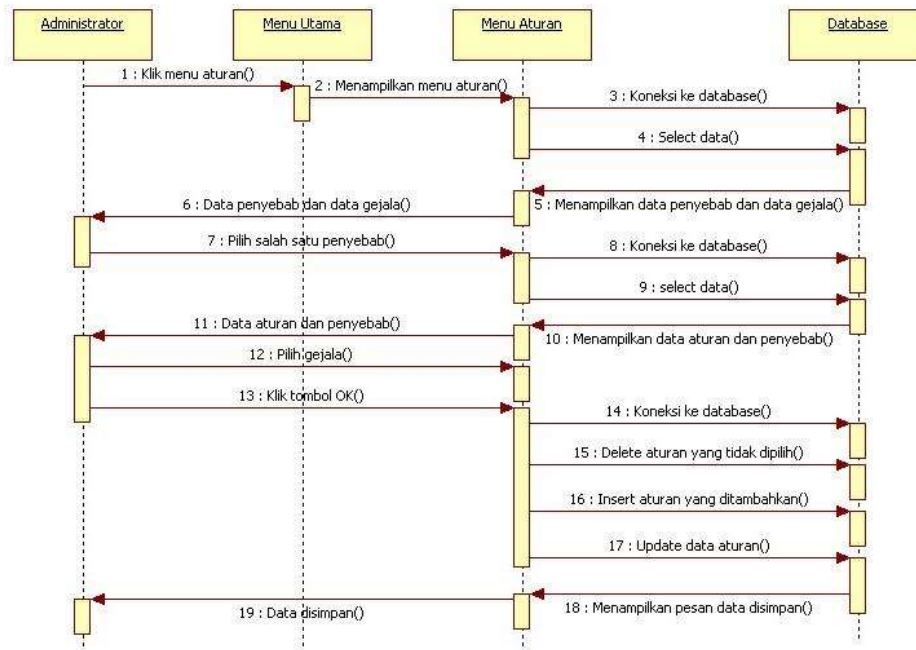 Administrator
Menu Utama
Menu Aturan
Database
1 : Klik menu aturan()
2 : Menampilkan menu aturan()
3 : Koneksi ke database()
4 : Select data()
5 : Menampilkan data penyebab dan data gejala()
6 : Data penyebab dan data gejala()
7 : Pilih salah satu penyebab()
8 : Koneksi ke database()
9 : select data()
10 : Menampilkan data aturan dan penyebab()
11 : Data aturan dan penyebab()
12 : Pilih gejala()
13 : Klik tombol OK()
14 : Koneksi ke database()
15 : Delete aturan yang tidak dipilih()
16 : Insert aturan yang ditambahkan()
17 : Update data aturan()
18 : Menampilkan pesan data disimpan()
19 : Data disimpan()